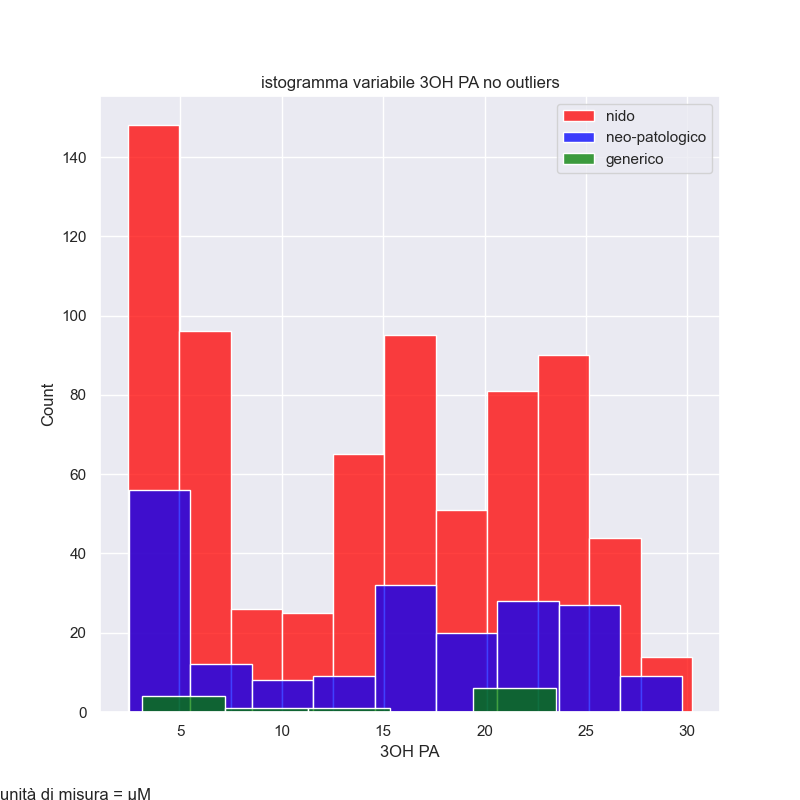 istogramma variabile 3OH PA no outliers
nido
neo-patologico
generico
140
120
100
80
60
40
20
0
Count
5 10 15 20 25 30
3OH PA
unità di misura = µM